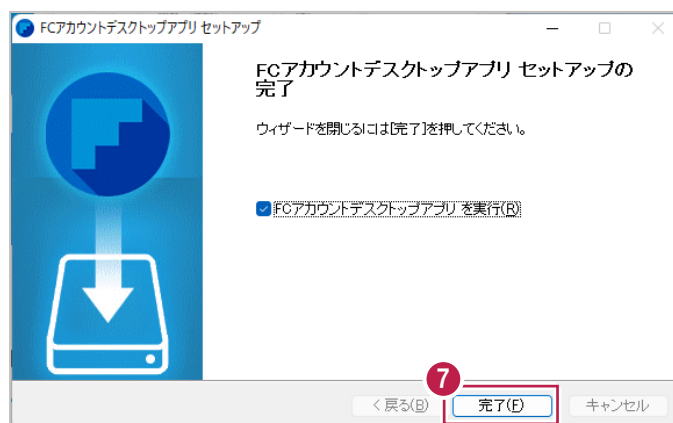 FCアカウントデスクトップアプリ セットアップ
FCアカウントデスクトップアプリ セットアップの
完了
ウィザードを閉じるには[完了]を押してください。
FCアカウントデスクトップアプリ を実行(R)
7
< 戻る(B)
完了(F)
キャンセル